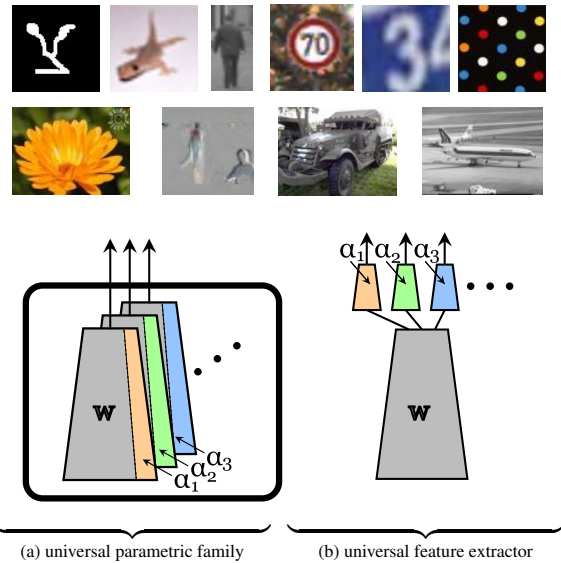 70
34
α₁ α₂ α₃
w
w
α₃
α₂
α₁
(a) universal parametric family
(b) universal feature extractor